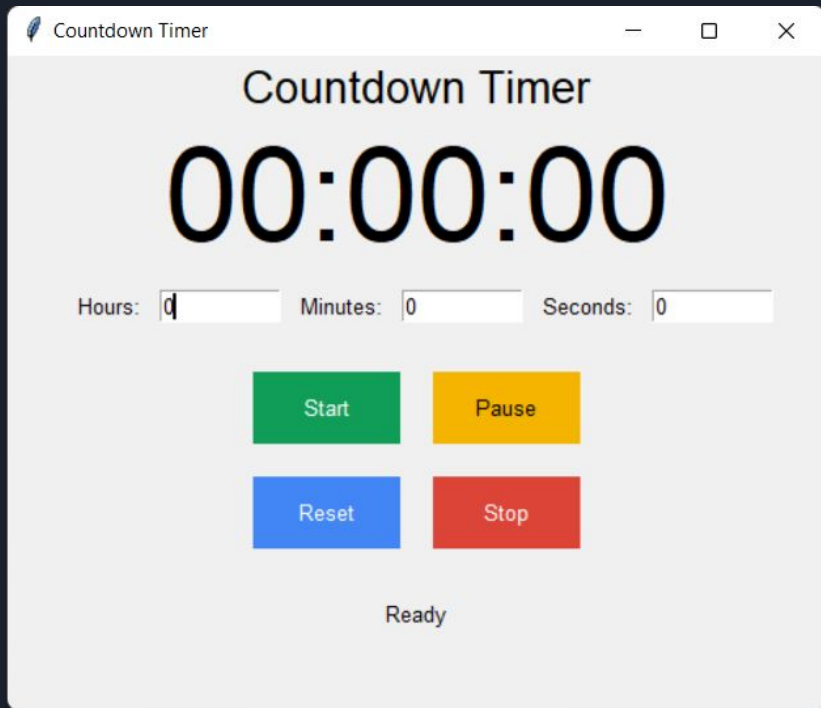 Countdown Timer
Countdown Timer
00:00:00
Hours: 0 Minutes: 0 Seconds: 0
Start Pause
Reset Stop
Ready